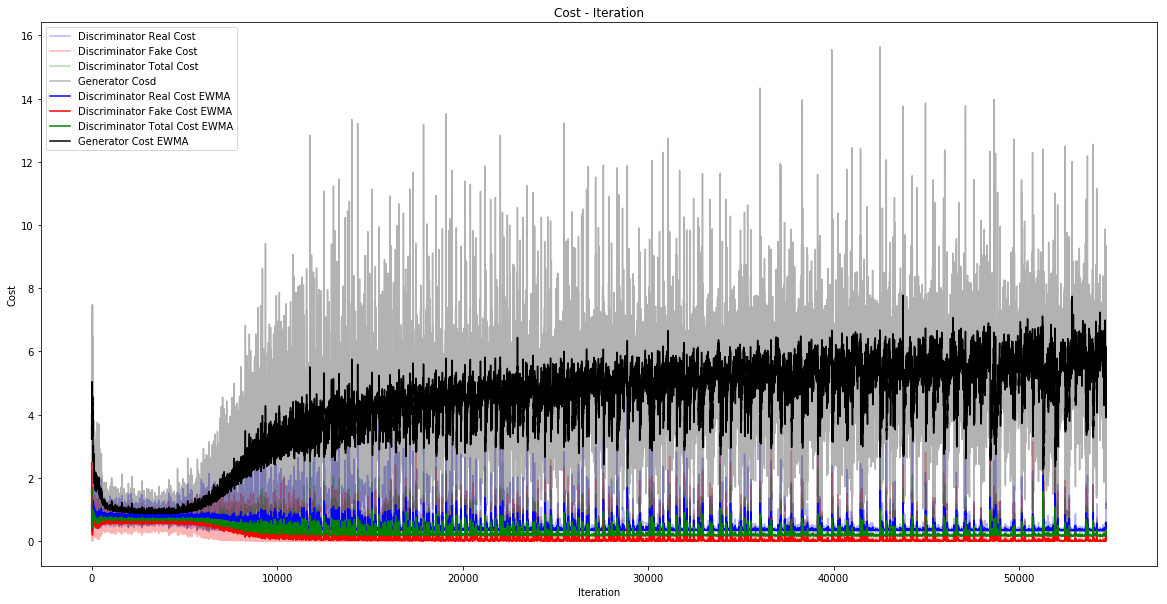 Cost - Iteration
Discriminator Real Cost
Discriminator Fake Cost
Discriminator Total Cost
Generator Cosd
Discriminator Real Cost EWMA
Discriminator Fake Cost EWMA
Discriminator Total Cost EWMA
Generator Cost EWMA
16
14
12
10
8
6
4
2
0
Cost
0 10000 20000 30000 40000 50000
Iteration